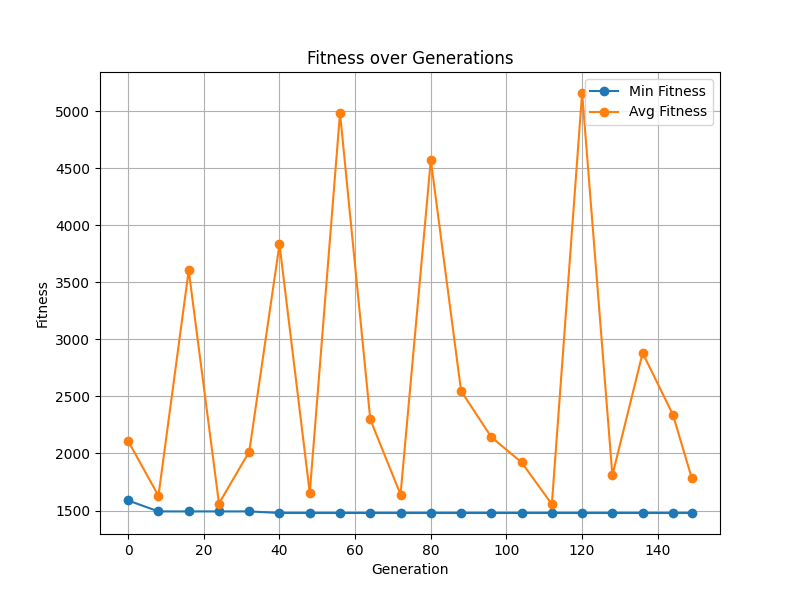 Fitness over Generations
Min Fitness
Avg Fitness
5000
4500
4000
3500
3000
2500
2000
1500
Fitness
0 20 40 60 80 100 120 140
Generation